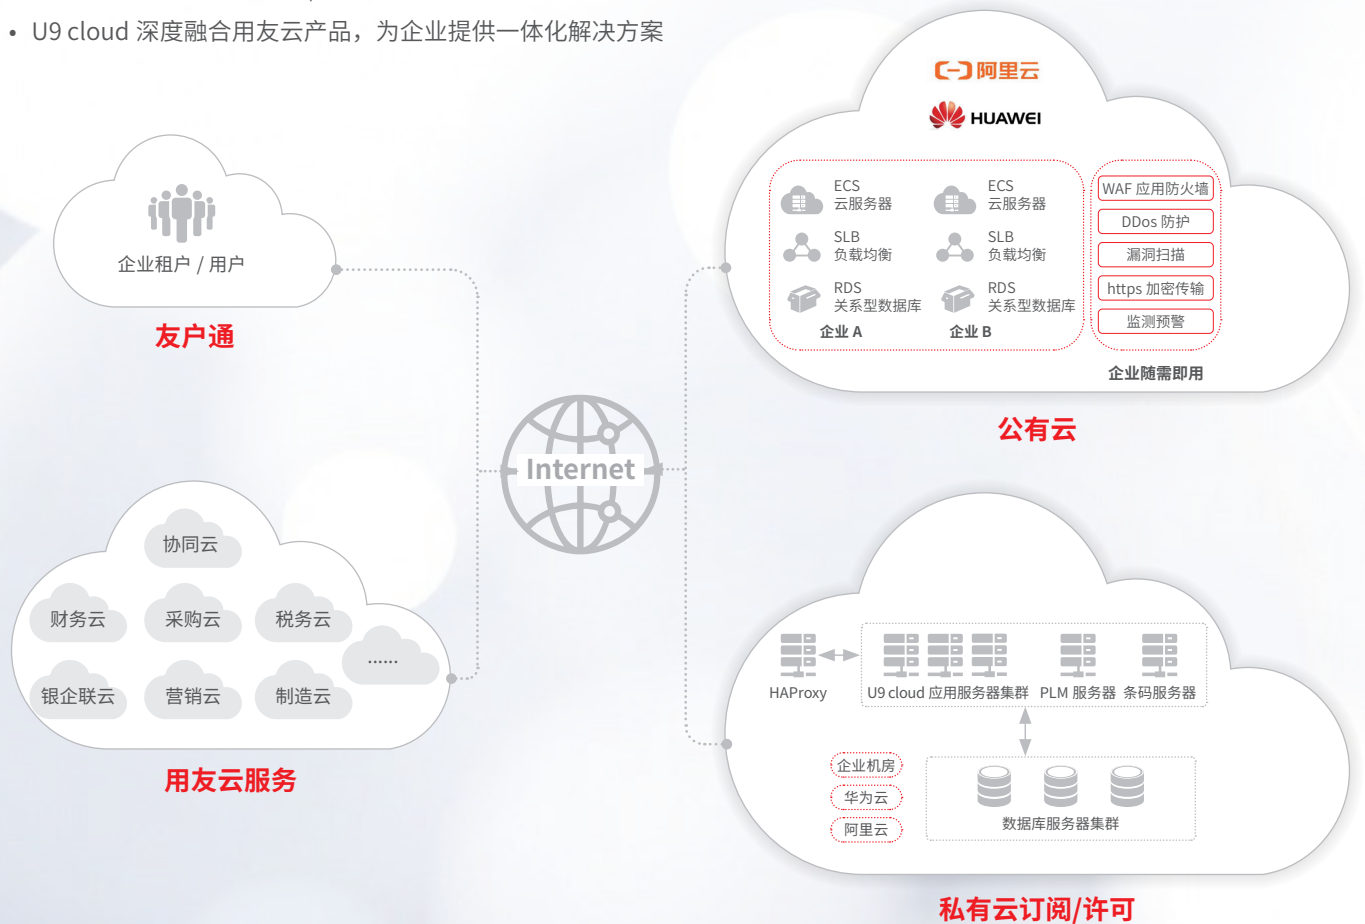 • U9 cloud 深度融合用友云产品，为企业提供一体化解决方案
企业租户 / 用户
友户通
协同云
财务云
采购云
税务云
......
银企联云
营销云
制造云
用友云服务
Internet
阿里云
HUAWEI
ECS
云服务器
SLB
负载均衡
RDS
关系型数据库
企业 A
ECS
云服务器
SLB
负载均衡
RDS
关系型数据库
企业 B
WAF 应用防火墙
DDos 防护
漏洞扫描
https 加密传输
监测预警
企业随需即用
公有云
HAProxy
U9 cloud 应用服务器集群
PLM 服务器
条码服务器
企业机房
华为云
阿里云
数据库服务器集群
私有云订阅/许可